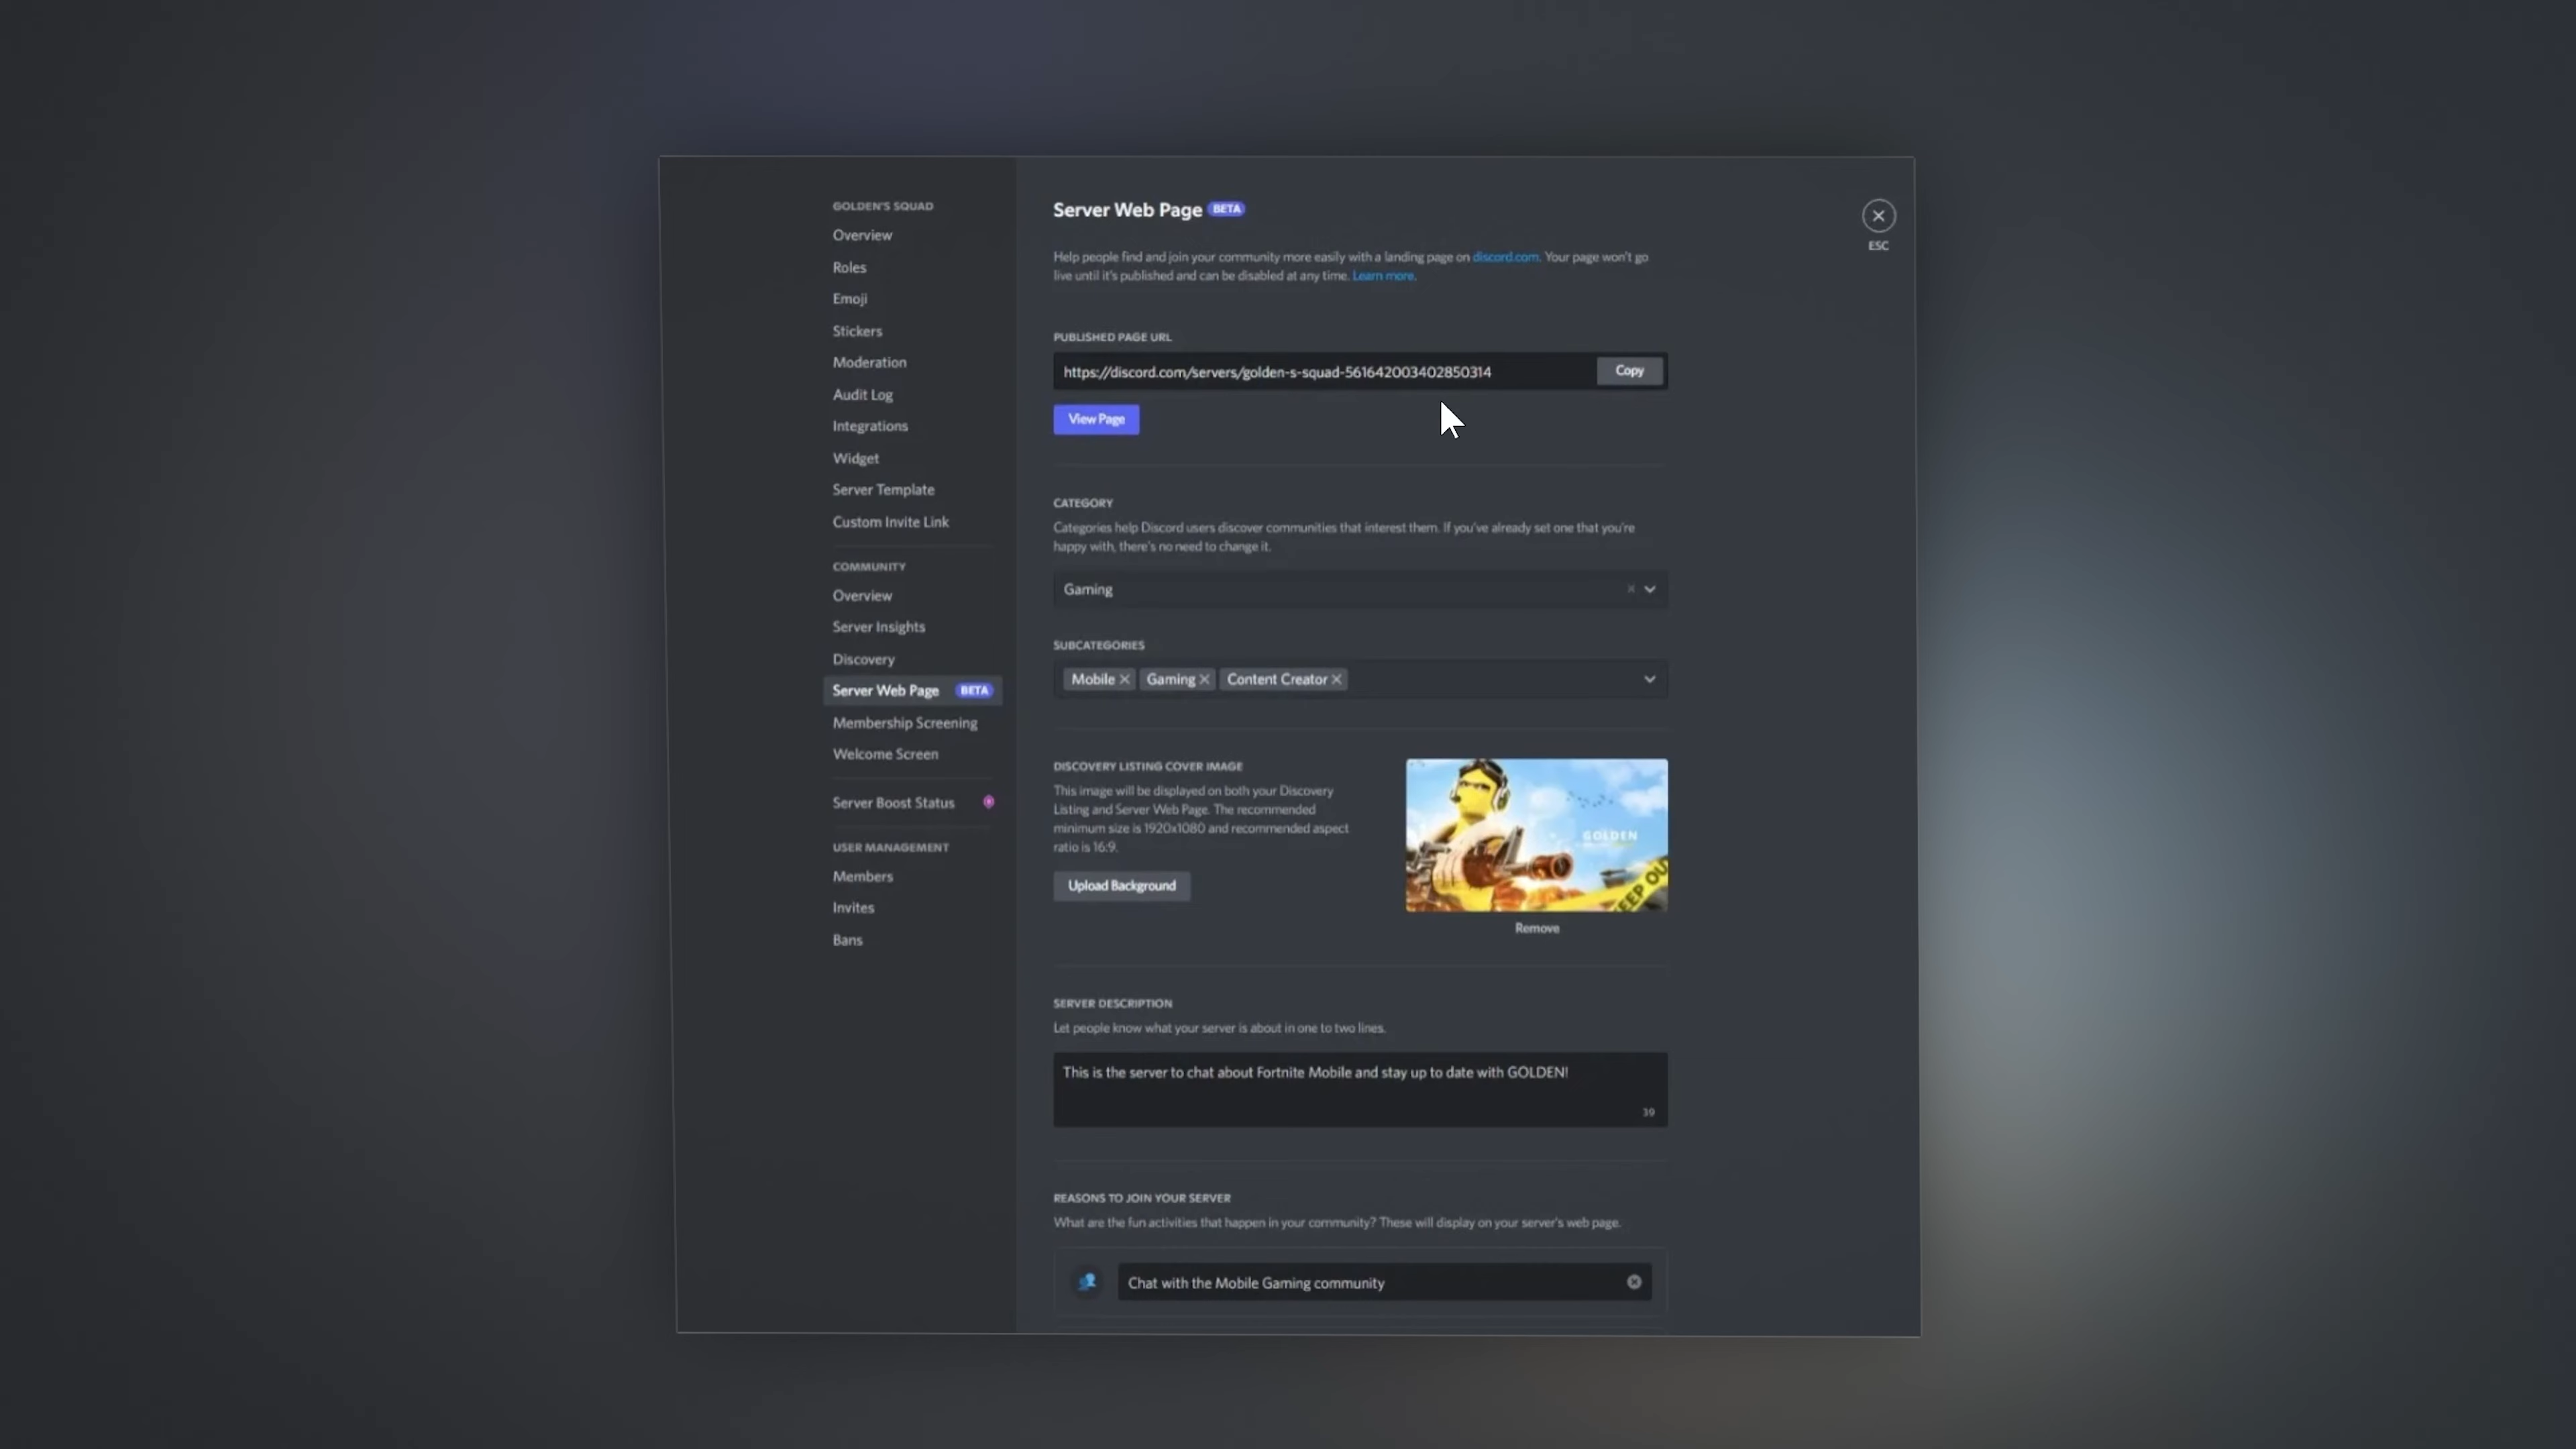 GOLDEN'S SQUAD
Overview
Roles
Emoji
Stickers
Moderation
Audit Log
Integrations
Widget
Server Template
Custom Invite Link
COMMUNITY
Overview
Server Insights
Discovery
Server Web Page BETA
Membership Screening
Welcome Screen
Server Boost Status
USER MANAGEMENT
Members
Invites
Bans
Server Web Page BETA
ESC
Help people find and join your community more easily with a landing page on discord.com. Your page won't go
live until it's published and can be disabled at any time. Learn more.
PUBLISHED PAGE URL
https://discord.com/servers/golden-s-squad-561642003402850314 Copy
View Page
CATEGORY
Categories help Discord users discover communities that interest them. If you've already set one that you're
happy with, there's no need to change it.
Gaming
SUBCATEGORIES
Mobile Gaming Content Creator
DISCOVERY LISTING COVER IMAGE
This image will be displayed on both your Discovery
Listing and Server Web Page. The recommended
minimum size is 1920x1080 and recommended aspect
ratio is 16:9.
Upload Background
GOLDEN
KEEP OU
Remove
SERVER DESCRIPTION
Let people know what your server is about in one to two lines.
This is the server to chat about Fortnite Mobile and stay up to date with GOLDEN!
39
REASONS TO JOIN YOUR SERVER
What are the fun activities that happen in your community? These will display on your server's web page.
Chat with the Mobile Gaming community